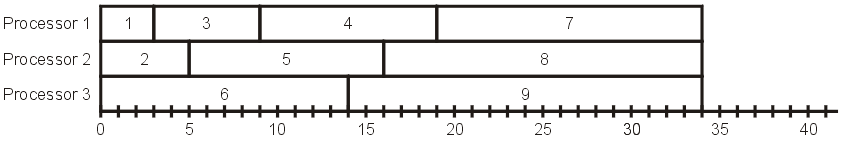 Processor 1 1 3 4 7
Processor 2 2 5 8
Processor 3 6 9
0 5 10 15 20 25 30 35 40